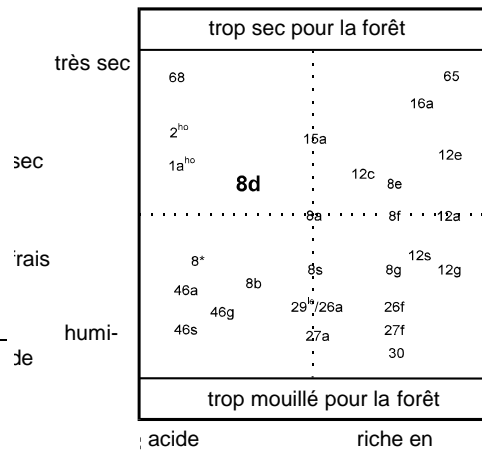 trop sec pour la forêt
très sec
68
65
16a
2ho
15a
sec
1aho
12e
8d
12c
8e
8a
8f
12a
frais
8*
12s
8s
8g
12g
46a
8b
46g
29la/26a
26f
humi-
46s
27a
27f
de
30
trop mouillé pour la forêt
acide
riche en